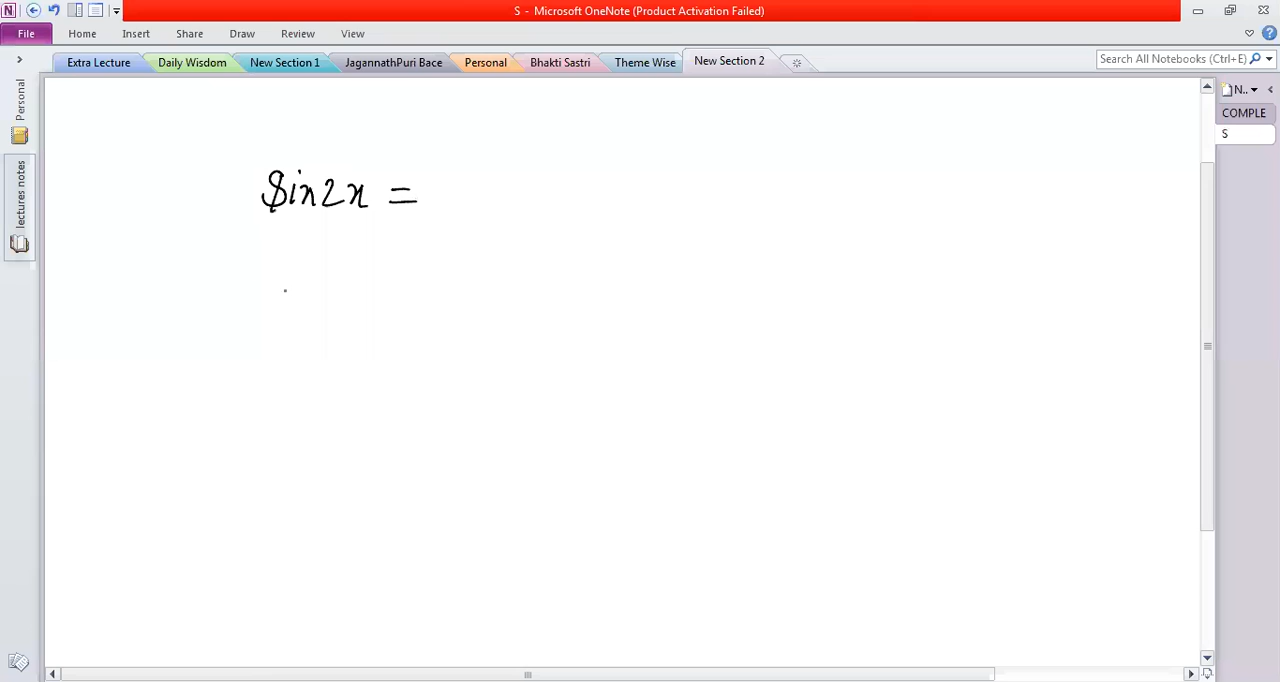 S - Microsoft OneNote (Product Activation Failed)
File Home Insert Share Draw Review View
Extra Lecture Daily Wisdom New Section 1 JagannathPuri Bace Personal Bhakti Sastri Theme Wise New Section 2 Search All Notebooks (Ctrl+E)
Personal
lectures notes
N..
COMPLE
S
Sin2x =